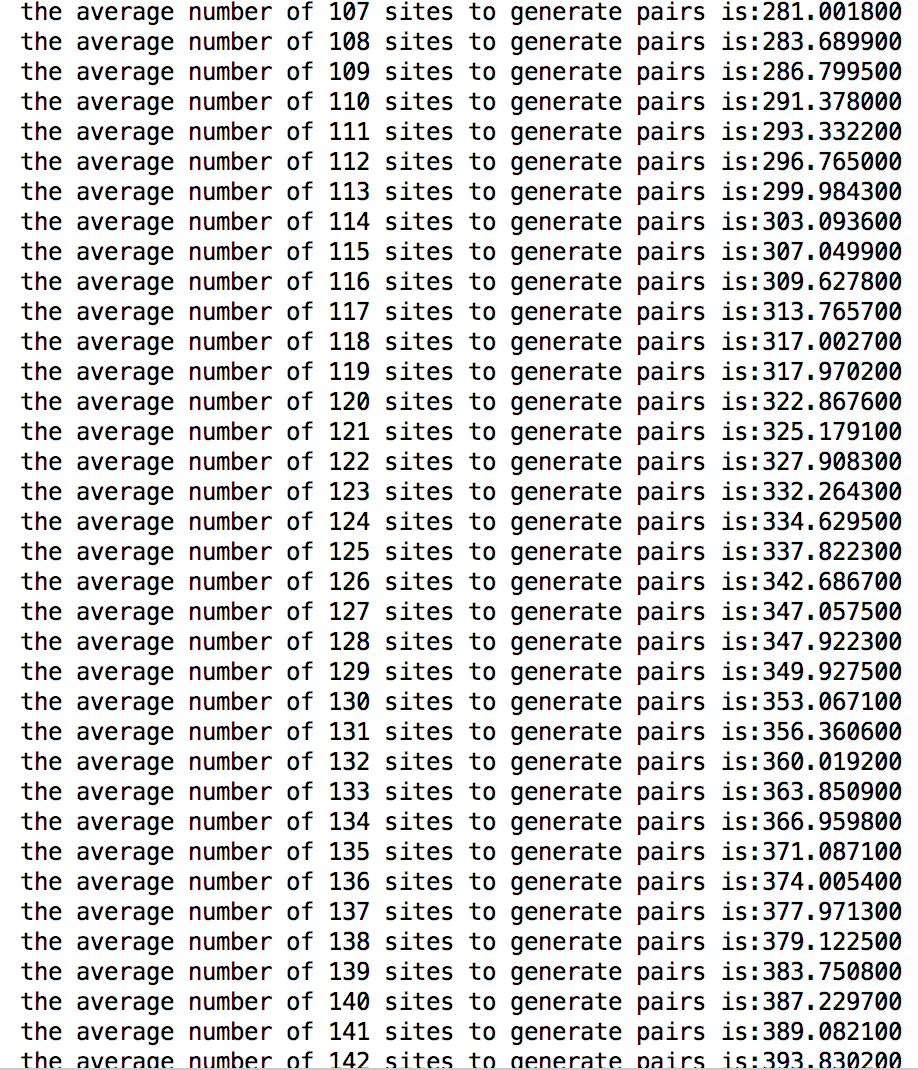 the average number of 107 sites to generate pairs is:281.001800
the average number of 108 sites to generate pairs is:283.689900
the average number of 109 sites to generate pairs is:286.799500
the average number of 110 sites to generate pairs is:291.378000
the average number of 111 sites to generate pairs is:293.332200
the average number of 112 sites to generate pairs is:296.765000
the average number of 113 sites to generate pairs is:299.984300
the average number of 114 sites to generate pairs is:303.093600
the average number of 115 sites to generate pairs is:307.049900
the average number of 116 sites to generate pairs is:309.627800
the average number of 117 sites to generate pairs is:313.765700
the average number of 118 sites to generate pairs is:317.002700
the average number of 119 sites to generate pairs is:317.970200
the average number of 120 sites to generate pairs is:322.867600
the average number of 121 sites to generate pairs is:325.179100
the average number of 122 sites to generate pairs is:327.908300
the average number of 123 sites to generate pairs is:332.264300
the average number of 124 sites to generate pairs is:334.629500
the average number of 125 sites to generate pairs is:337.822300
the average number of 126 sites to generate pairs is:342.686700
the average number of 127 sites to generate pairs is:347.057500
the average number of 128 sites to generate pairs is:347.922300
the average number of 129 sites to generate pairs is:349.927500
the average number of 130 sites to generate pairs is:353.067100
the average number of 131 sites to generate pairs is:356.360600
the average number of 132 sites to generate pairs is:360.019200
the average number of 133 sites to generate pairs is:363.850900
the average number of 134 sites to generate pairs is:366.959800
the average number of 135 sites to generate pairs is:371.087100
the average number of 136 sites to generate pairs is:374.005400
the average number of 137 sites to generate pairs is:377.971300
the average number of 138 sites to generate pairs is:379.122500
the average number of 139 sites to generate pairs is:383.750800
the average number of 140 sites to generate pairs is:387.229700
the average number of 141 sites to generate pairs is:389.082100
the average number of 142 sites to generate pairs is:393.830200